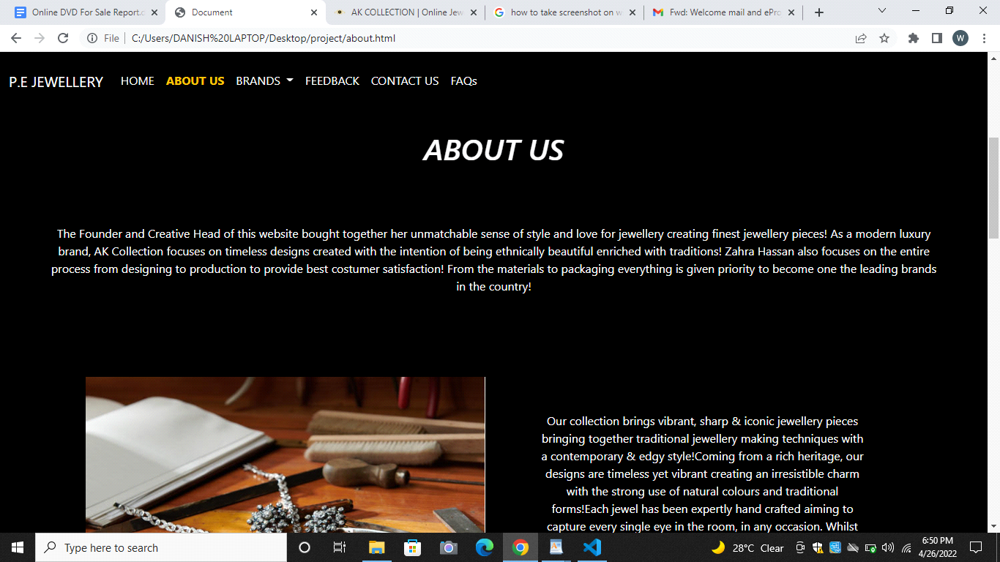 Online DVD For Sale Report.d
Document
AK COLLECTION | Online Jew
how to take screenshot on w
Fwd: Welcome mail and ePro
File
C:/Users/DANISH%20LAPTOP/Desktop/project/about.html
W
P.E JEWELLERY HOME ABOUT US BRANDS FEEDBACK CONTACT US FAQs
ABOUT US
The Founder and Creative Head of this website bought together her unmatchable sense of style and love for jewellery creating finest jewellery pieces! As a modern luxury
brand, AK Collection focuses on timeless designs created with the intention of being ethnically beautiful enriched with traditions! Zahra Hassan also focuses on the entire
process from designing to production to provide best costumer satisfaction! From the materials to packaging everything is given priority to become one the leading brands
in the country!
Our collection brings vibrant, sharp & iconic jewellery pieces
bringing together traditional jewellery making techniques with
a contemporary & edgy style!Coming from a rich heritage, our
designs are timeless yet vibrant creating an irresistible charm
with the strong use of natural colours and traditional
forms!Each jewel has been expertly hand crafted aiming to
capture every single eye in the room, in any occasion. Whilst
Type here to search
28°C Clear
6:50 PM
4/26/2022